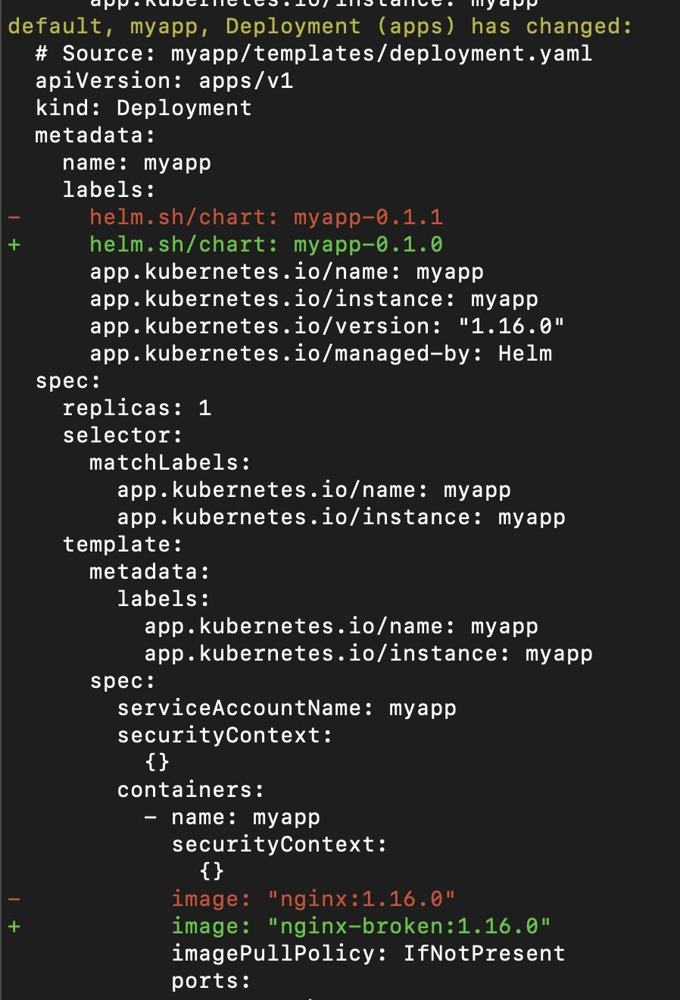 app.kubernetes.io/instance: myapp
default, myapp, Deployment (apps) has changed:
  # Source: myapp/templates/deployment.yaml
  apiVersion: apps/v1
  kind: Deployment
  metadata:
    name: myapp
    labels:
-     helm.sh/chart: myapp-0.1.1
+     helm.sh/chart: myapp-0.1.0
      app.kubernetes.io/name: myapp
      app.kubernetes.io/instance: myapp
      app.kubernetes.io/version: "1.16.0"
      app.kubernetes.io/managed-by: Helm
  spec:
    replicas: 1
    selector:
      matchLabels:
        app.kubernetes.io/name: myapp
        app.kubernetes.io/instance: myapp
    template:
      metadata:
        labels:
          app.kubernetes.io/name: myapp
          app.kubernetes.io/instance: myapp
      spec:
        serviceAccountName: myapp
        securityContext:
          {}
        containers:
          - name: myapp
            securityContext:
              {}
-           image: "nginx:1.16.0"
+           image: "nginx-broken:1.16.0"
            imagePullPolicy: IfNotPresent
            ports: